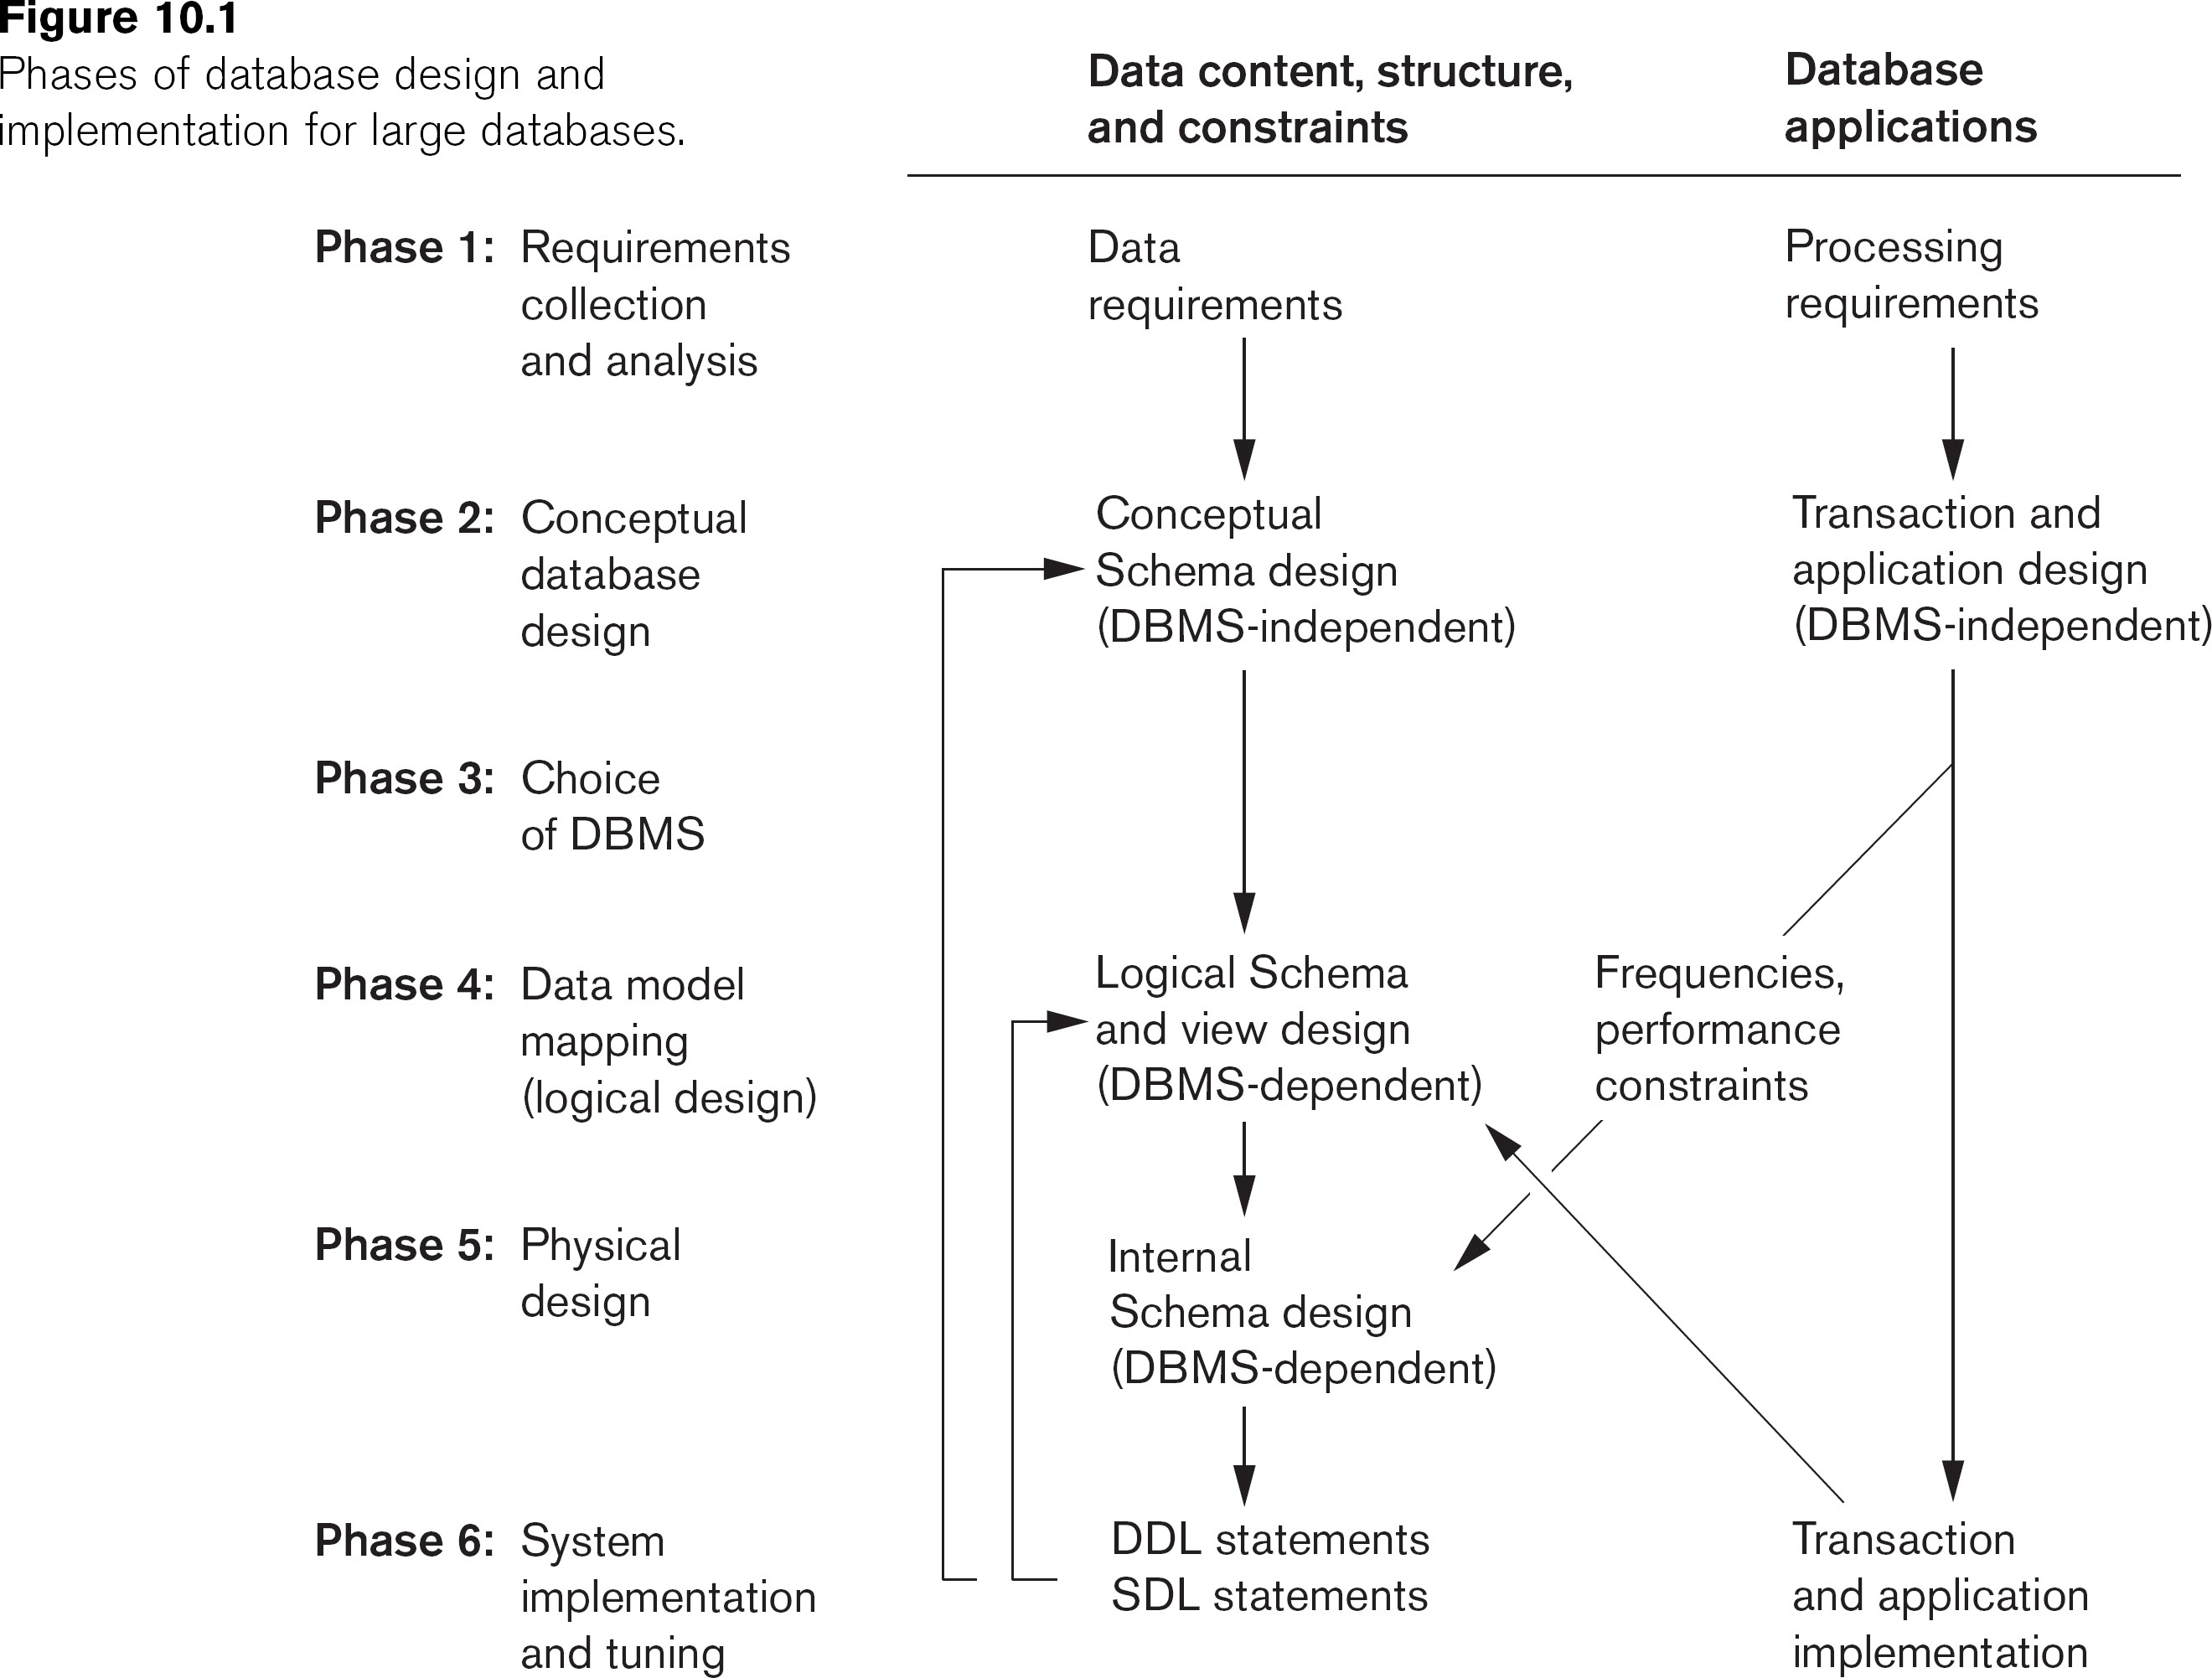 Figure 10.1
Phases of database design and
implementation for large databases.
Data content, structure,
and constraints
Database
applications
Phase 1: Requirements
collection
and analysis
Data
requirements
Processing
requirements
Phase 2: Conceptual
database
design
Conceptual
Schema design
(DBMS-independent)
Transaction and
application design
(DBMS-independent)
Phase 3: Choice
of DBMS
Phase 4: Data model
mapping
(logical design)
Logical Schema
and view design
(DBMS-dependent)
Frequencies,
performance
constraints
Phase 5: Physical
design
Internal
Schema design
(DBMS-dependent)
Phase 6: System
implementation
and tuning
DDL statements
SDL statements
Transaction
and application
implementation